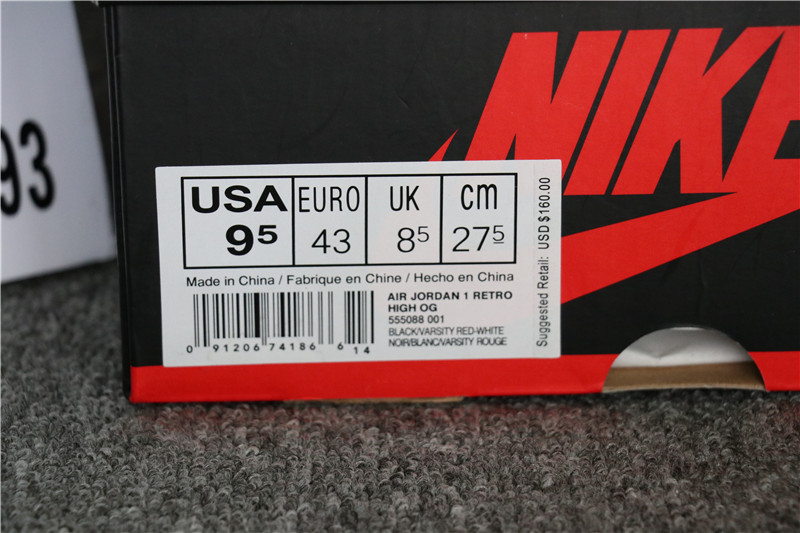 93
NIKE
USA EURO UK cm
9⁵ 43 8⁵ 27⁵
Made in China / Fabrique en Chine / Hecho en China
AIR JORDAN 1 RETRO
HIGH OG
555088 001
BLACK/VARSITY RED-WHITE
NOIR/BLANC/VARSITY ROUGE
0 91206 74186 6 14
Suggested Retail: USD $160.00